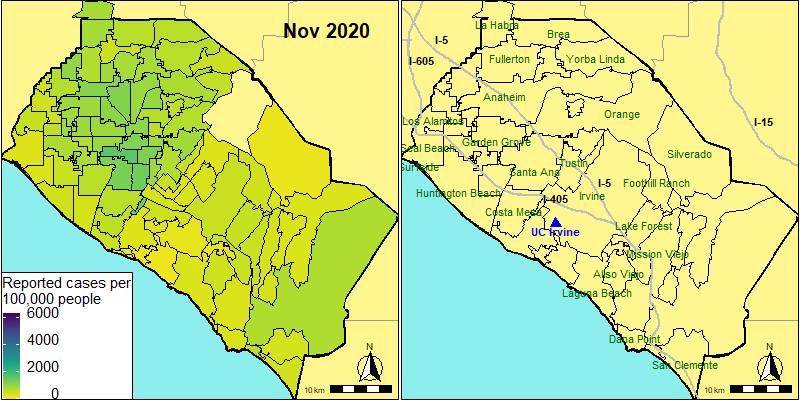 Nov 2020
Reported cases per
100,000 people
6000
4000
2000
0
N
10 km
La Habra
I-5
Brea
I-605
Fullerton
Yorba Linda
Anaheim
Orange
Los Alamitos
I-15
Garden Grove
Seal Beach
Silverado
Surfside
Tustin
Santa Ana
I-5
Foothill Ranch
Huntington Beach
Irvine
I-405
Costa Mesa
Lake Forest
UC Irvine
Mission Viejo
Aliso Viejo
Laguna Beach
Dana Point
San Clemente
N
10 km